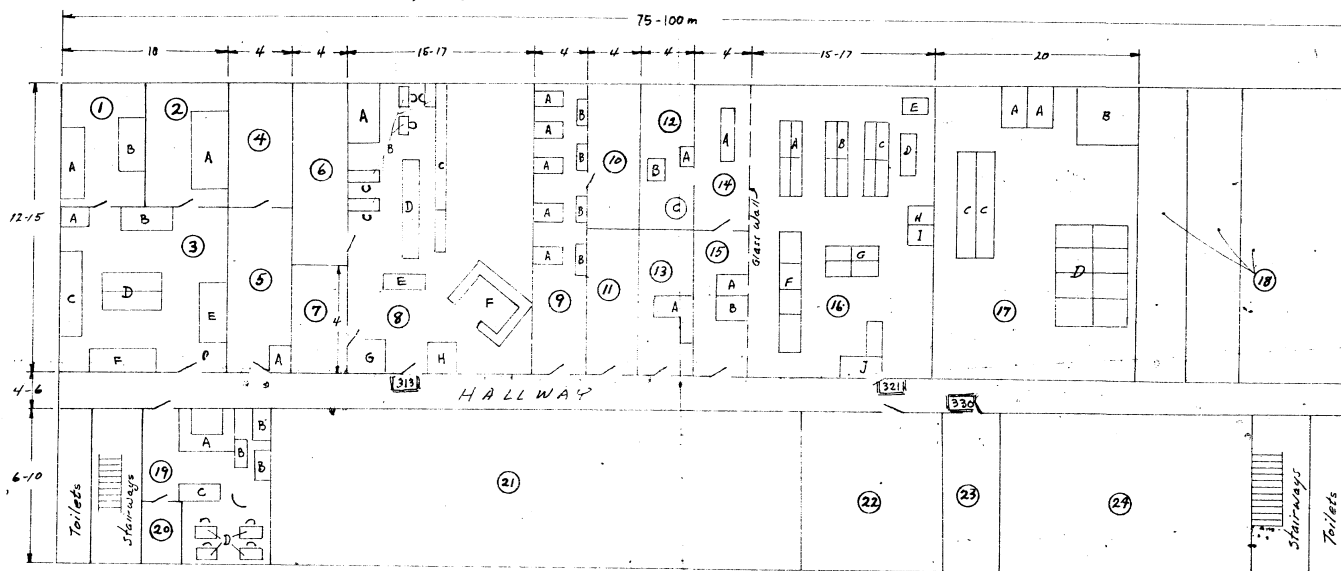 75-100 m
18 4 4 15-17 4 4 4 4 15-17 20
12-15
4-6
6-10
1 2 4 6 10 12 14
3 5 7 8 9 11 13 15 16 17 18
A B A
A B
C D E
F
A
A B C D
E F
G H
A A A A A
B B B B B
A B C
A
A
A B
Glass Wall
A B C D E
F G H I
J
A A B
C C D
313 321 330
HALLWAY
Toilets
Stairways
19 20 21 22 23 24
A B B B
C
D
Stairways
Toilets